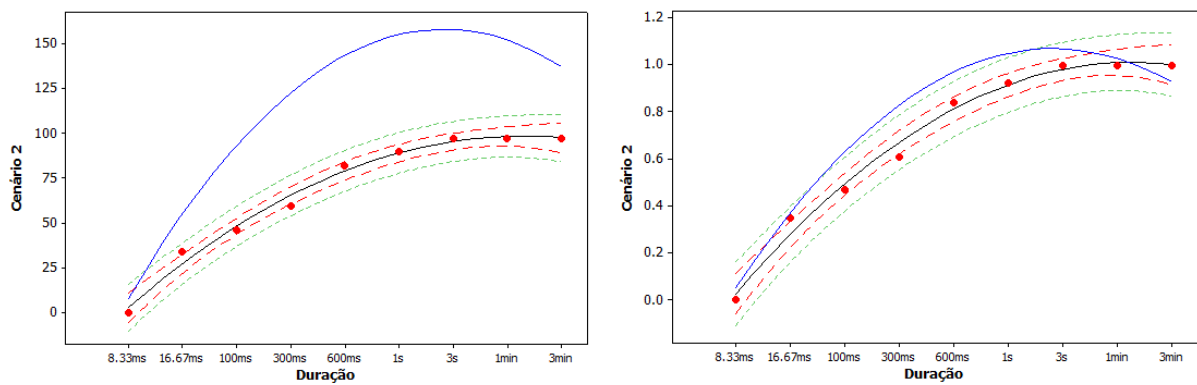 150
125
100
75
50
25
0
Cenário 2
8.33ms 16.67ms 100ms 300ms 600ms 1s 3s 1min 3min
Duração
1.2
1.0
0.8
0.6
0.4
0.2
0.0
Cenário 2
8.33ms 16.67ms 100ms 300ms 600ms 1s 3s 1min 3min
Duração